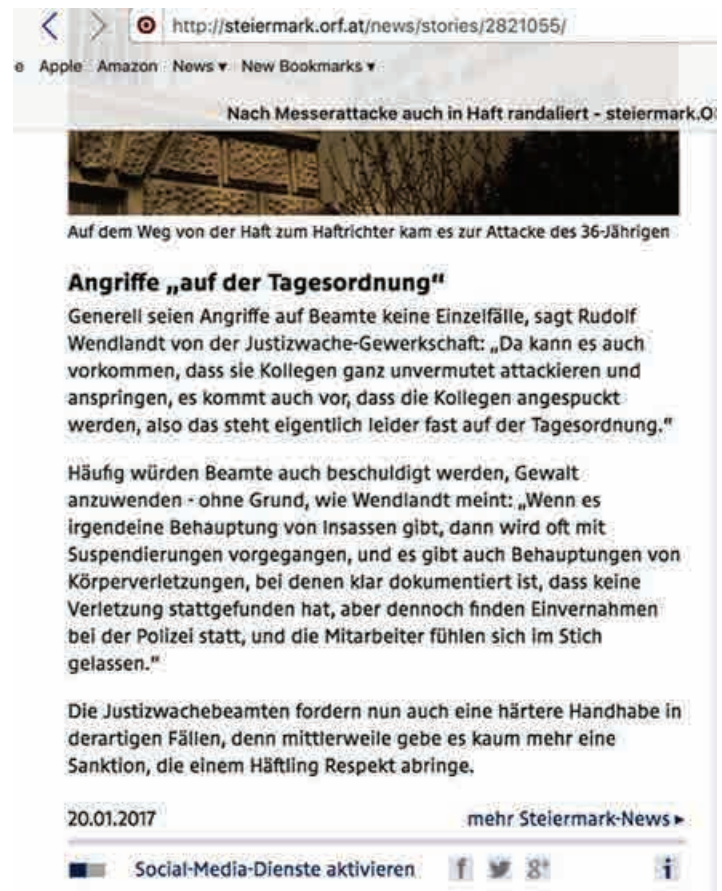 http://steiermark.orf.at/news/stories/2821055/
e Apple Amazon News ▾ New Bookmarks ▾
Nach Messerattacke auch in Haft randaliert - steiermark.O
Auf dem Weg von der Haft zum Haftrichter kam es zur Attacke des 36-Jährigen
Angriffe „auf der Tagesordnung“
Generell seien Angriffe auf Beamte keine Einzelfälle, sagt Rudolf
Wendlandt von der Justizwache-Gewerkschaft: „Da kann es auch
vorkommen, dass sie Kollegen ganz unvermutet attackieren und
anspringen, es kommt auch vor, dass die Kollegen angespuckt
werden, also das steht eigentlich leider fast auf der Tagesordnung.“
Häufig würden Beamte auch beschuldigt werden, Gewalt
anzuwenden - ohne Grund, wie Wendlandt meint: „Wenn es
irgendeine Behauptung von Insassen gibt, dann wird oft mit
Suspendierungen vorgegangen, und es gibt auch Behauptungen von
Körperverletzungen, bei denen klar dokumentiert ist, dass keine
Verletzung stattgefunden hat, aber dennoch finden Einvernahmen
bei der Polizei statt, und die Mitarbeiter fühlen sich im Stich
gelassen.“
Die Justizwachebeamten fordern nun auch eine härtere Handhabe in
derartigen Fällen, denn mittlerweile gebe es kaum mehr eine
Sanktion, die einem Häftling Respekt abringe.
20.01.2017 mehr Steiermark-News ▸
Social-Media-Dienste aktivieren f 8+ i